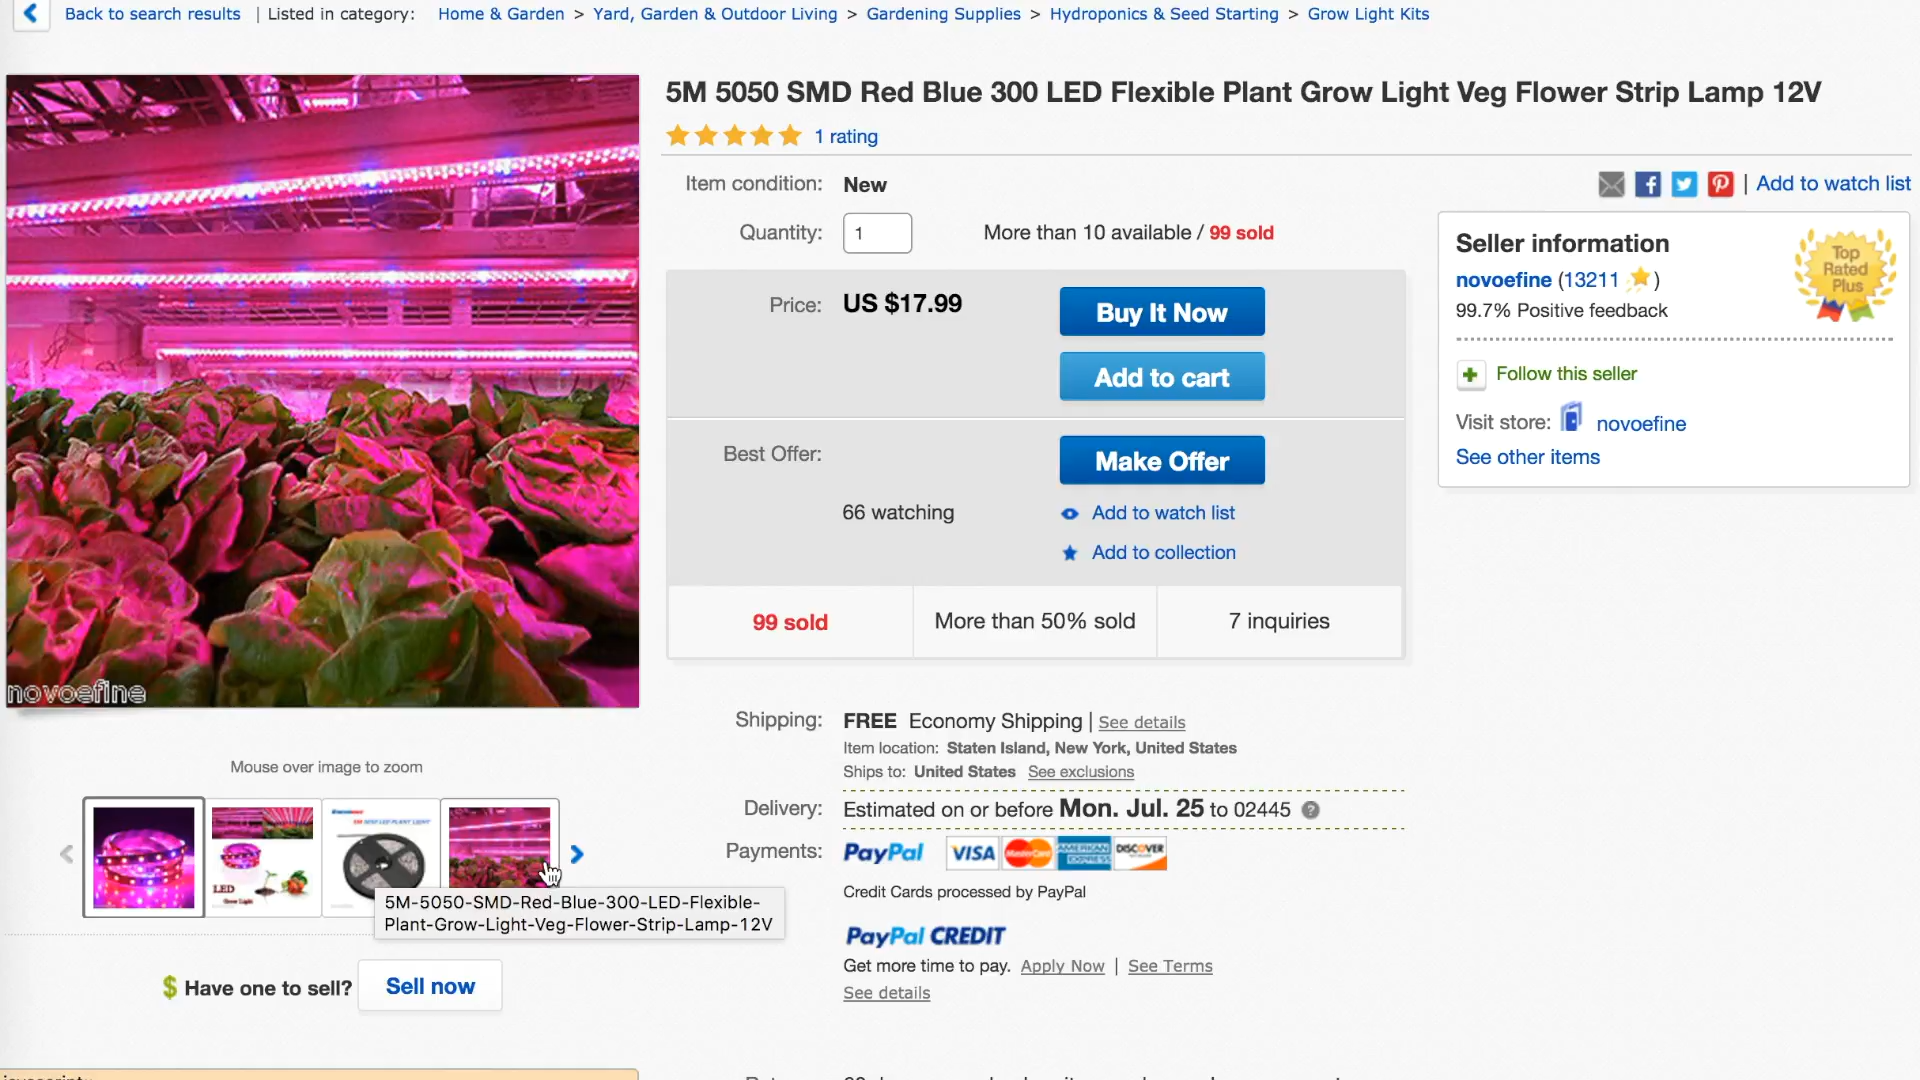 Back to search results | Listed in category: Home & Garden > Yard, Garden & Outdoor Living > Gardening Supplies > Hydroponics & Seed Starting > Grow Light Kits
5M 5050 SMD Red Blue 300 LED Flexible Plant Grow Light Veg Flower Strip Lamp 12V
1 rating
Item condition: New
| Add to watch list
Quantity: 1 More than 10 available / 99 sold
Price: US $17.99
Buy It Now
Add to cart
Best Offer:
Make Offer
66 watching
Add to watch list
Add to collection
99 sold More than 50% sold 7 inquiries
Seller information
novoefine (13211)
99.7% Positive feedback
Top
Rated
Plus
Follow this seller
Visit store: novoefine
See other items
novoefine
Mouse over image to zoom
LED
Grow Light
5M-5050-SMD-Red-Blue-300-LED-Flexible-
Plant-Grow-Light-Veg-Flower-Strip-Lamp-12V
$ Have one to sell? Sell now
Shipping: FREE Economy Shipping | See details
Item location: Staten Island, New York, United States
Ships to: United States See exclusions
Delivery: Estimated on or before Mon. Jul. 25 to 02445 ?
Payments: PayPal VISA MasterCard AMERICAN EXPRESS DISCOVER
Credit Cards processed by PayPal
PayPal CREDIT
Get more time to pay. Apply Now | See Terms
See details